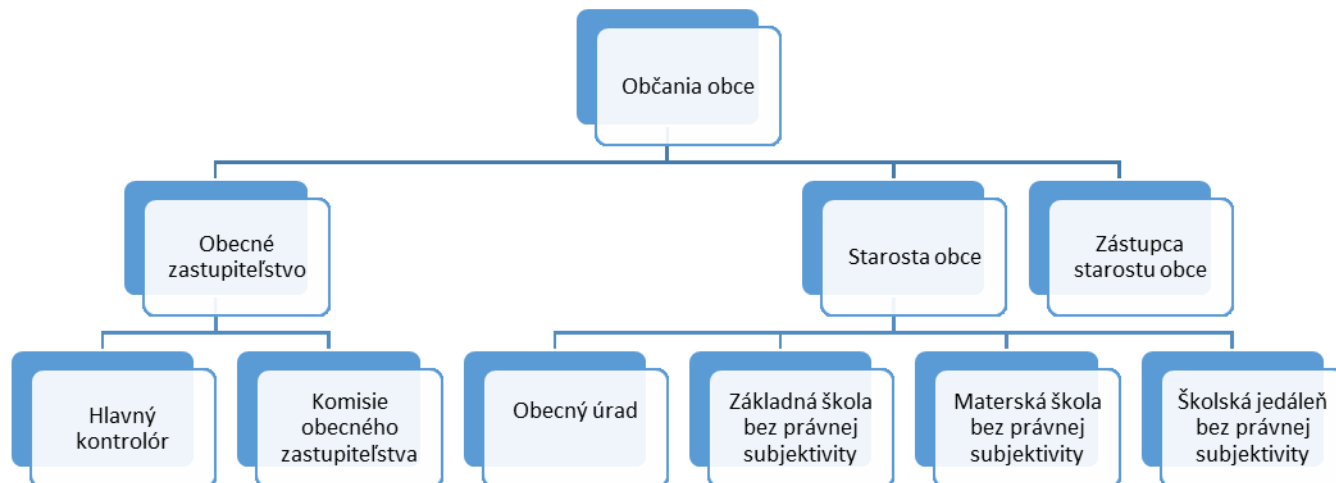 Občania obce
Obecné
zastupiteľstvo
Starosta obce
Zástupca
starostu obce
Hlavný
kontrolór
Komisie
obecného
zastupiteľstva
Obecný úrad
Základná škola
bez právnej
subjektivity
Materská škola
bez právnej
subjektivity
Školská jedáleň
bez právnej
subjektivity